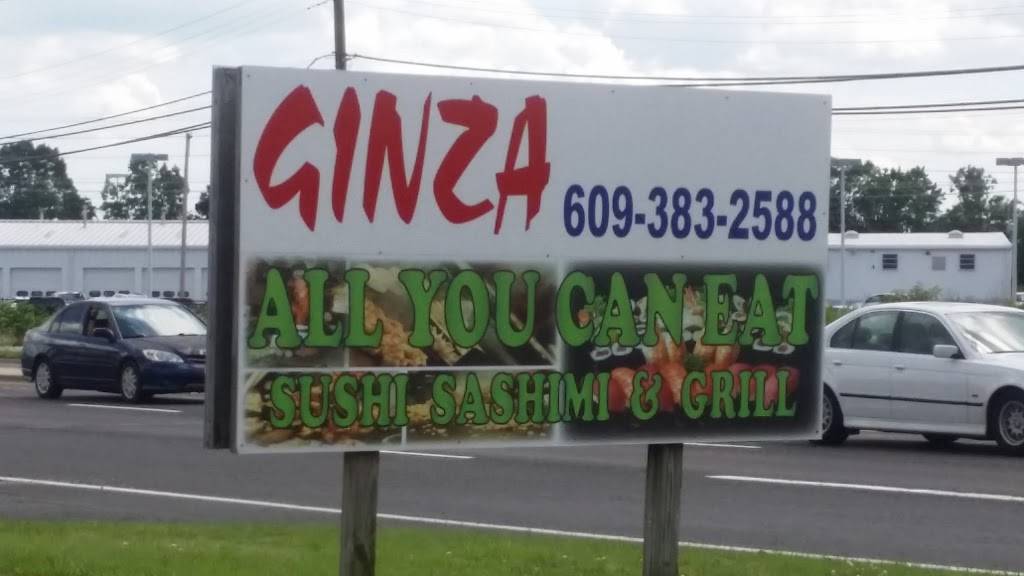 GINZA
609-383-2588
ALL YOU CAN EAT
SUSHI SASHIMI & GRILL